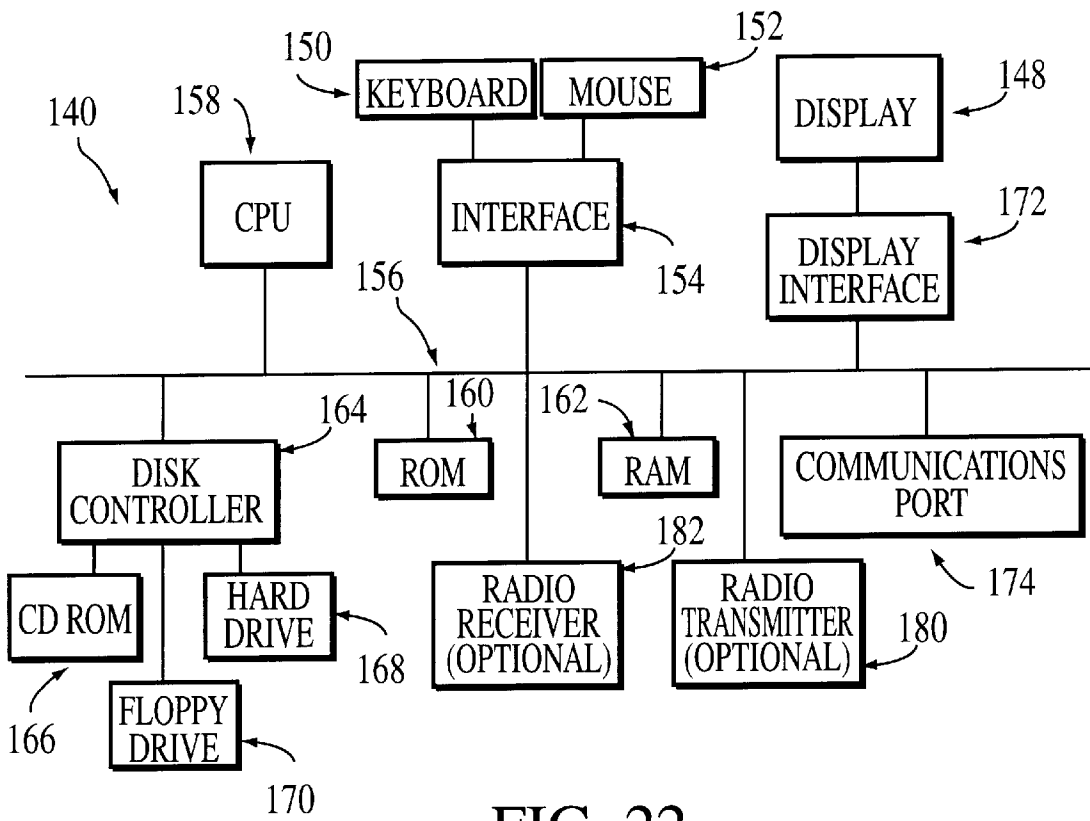 150
KEYBOARD
MOUSE
152
158
140
CPU
INTERFACE
154
DISPLAY
148
172
DISPLAY
INTERFACE
156
164
DISK
CONTROLLER
160
ROM
162
RAM
COMMUNICATIONS
PORT
174
CD ROM
166
HARD
DRIVE
168
FLOPPY
DRIVE
170
182
RADIO
RECEIVER
(OPTIONAL)
RADIO
TRANSMITTER
(OPTIONAL)
180
FIG. 22